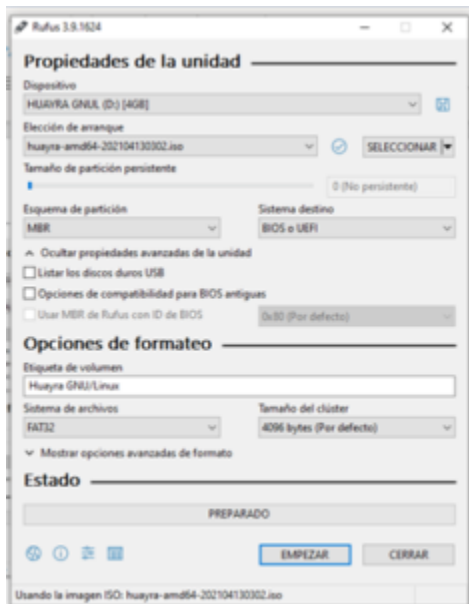 Rufus 3.9.1624
Propiedades de la unidad
Dispositivo
HUAYRA GNUL (D:) [4GB]
Elección de arranque
huayra-amd64-202104130302.iso
SELECCIONAR
Tamaño de partición persistente
0 (No persistente)
Esquema de partición
Sistema destino
MBR
BIOS o UEFI
Ocultar propiedades avanzadas de la unidad
Listar los discos duros USB
Opciones de compatibilidad para BIOS antiguas
Usar MBR de Rufus con ID de BIOS
0x80 (Por defecto)
Opciones de formateo
Etiqueta de volumen
Huayra GNU/Linux
Sistema de archivos
Tamaño del clúster
FAT32
4096 bytes (Por defecto)
Mostrar opciones avanzadas de formato
Estado
PREPARADO
EMPEZAR
CERRAR
Usando la imagen ISO: huayra-amd64-202104130302.iso